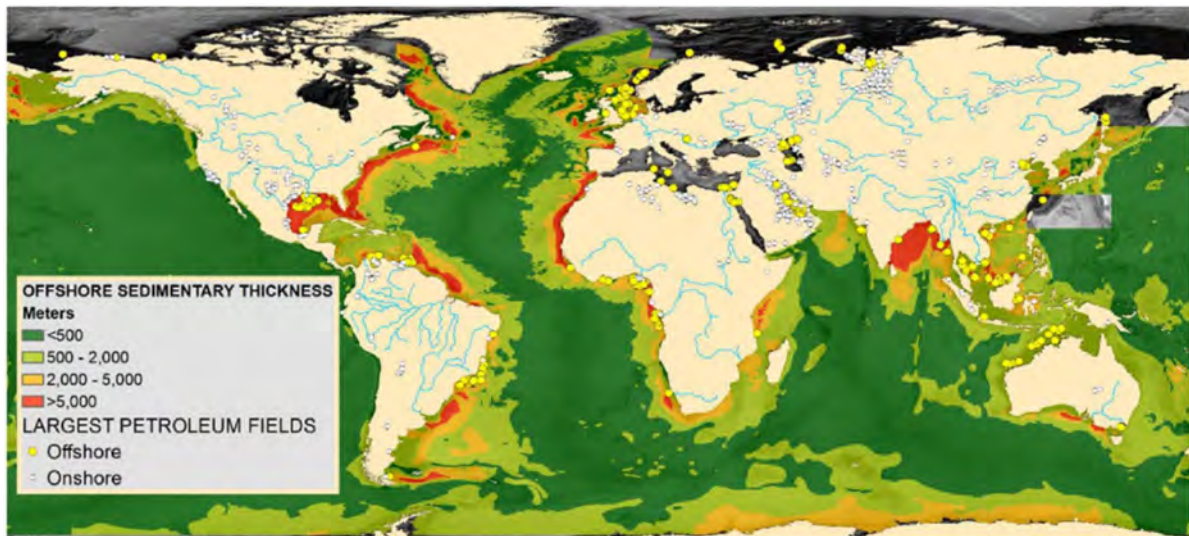 OFFSHORE SEDIMENTARY THICKNESS
Meters
<500
500 - 2,000
2,000 - 5,000
>5,000
LARGEST PETROLEUM FIELDS
Offshore
Onshore